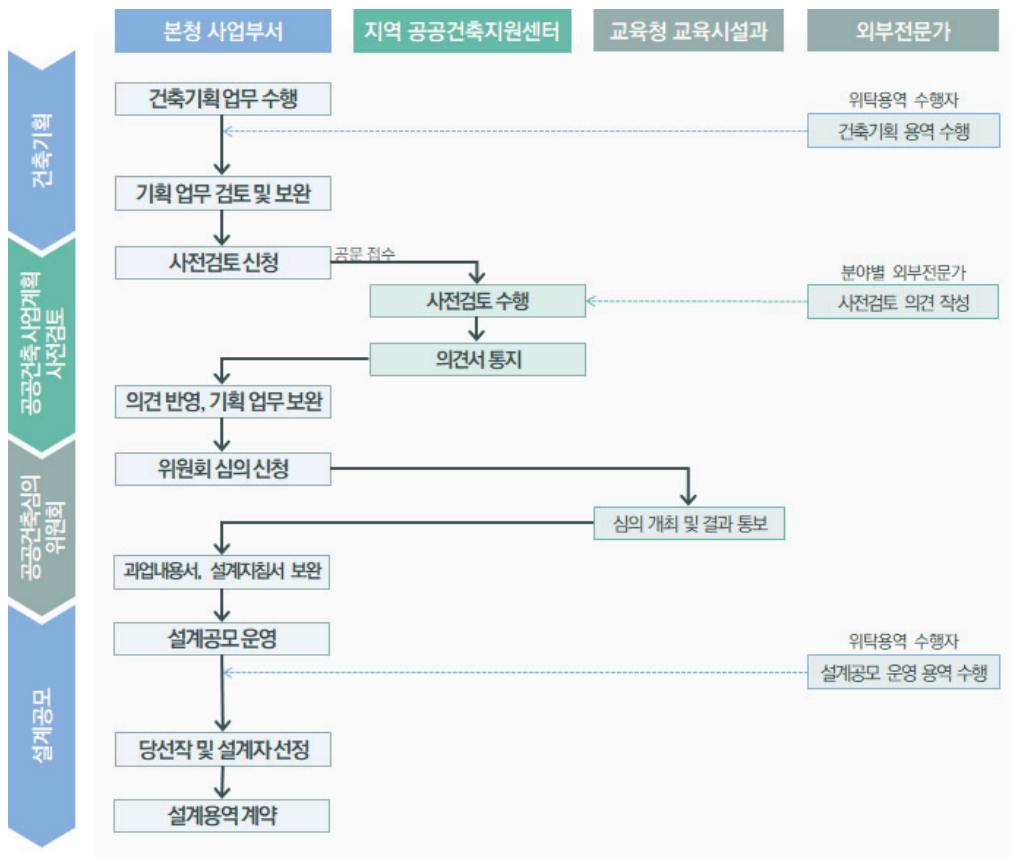 본청 사업부서
지역 공공건축지원센터
교육청 교육시설과
외부전문가
건축기획
건축기획 업무 수행
위탁용역 수행자
건축기획 용역 수행
기획 업무 검토 및 보완
공공건축 사업계획
사전검토
사전검토 신청
공문 접수
분야별 외부전문가
사전검토 수행
사전검토 의견 작성
의견서 통지
의견 반영, 기획 업무 보완
공공건축심의
위원회
위원회 심의 신청
심의 개최 및 결과 통보
과업내용서, 설계지침서 보완
설계공모
설계공모 운영
위탁용역 수행자
설계공모 운영 용역 수행
당선작 및 설계자 선정
설계용역 계약